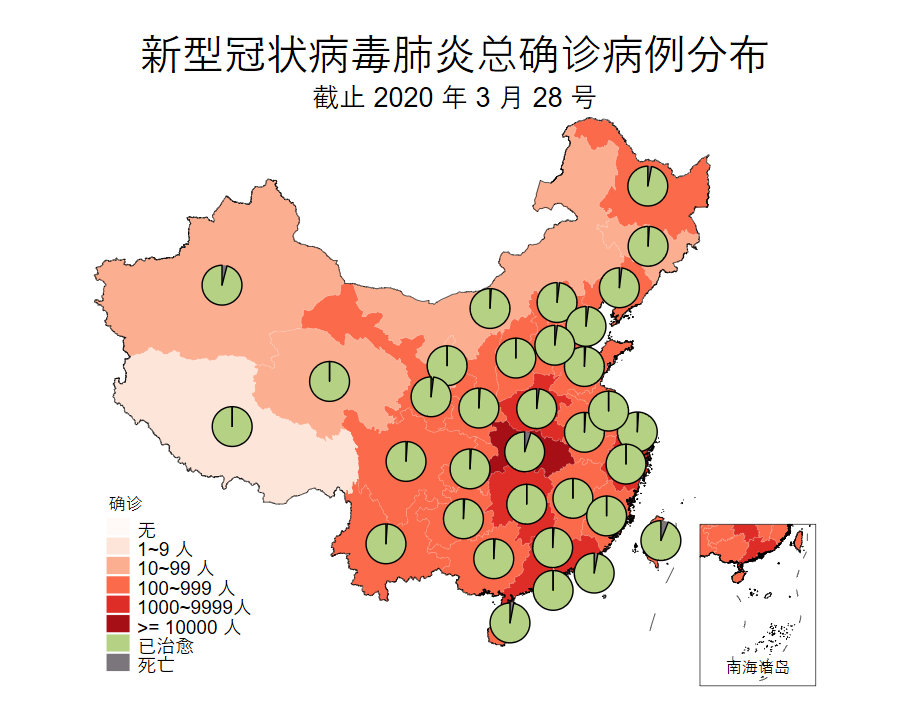 新型冠状病毒肺炎总确诊病例分布
截止 2020 年 3 月 28 号
确诊
无
1~9 人
10~99 人
100~999 人
1000~9999人
>= 10000 人
已治愈
死亡
南海诸岛